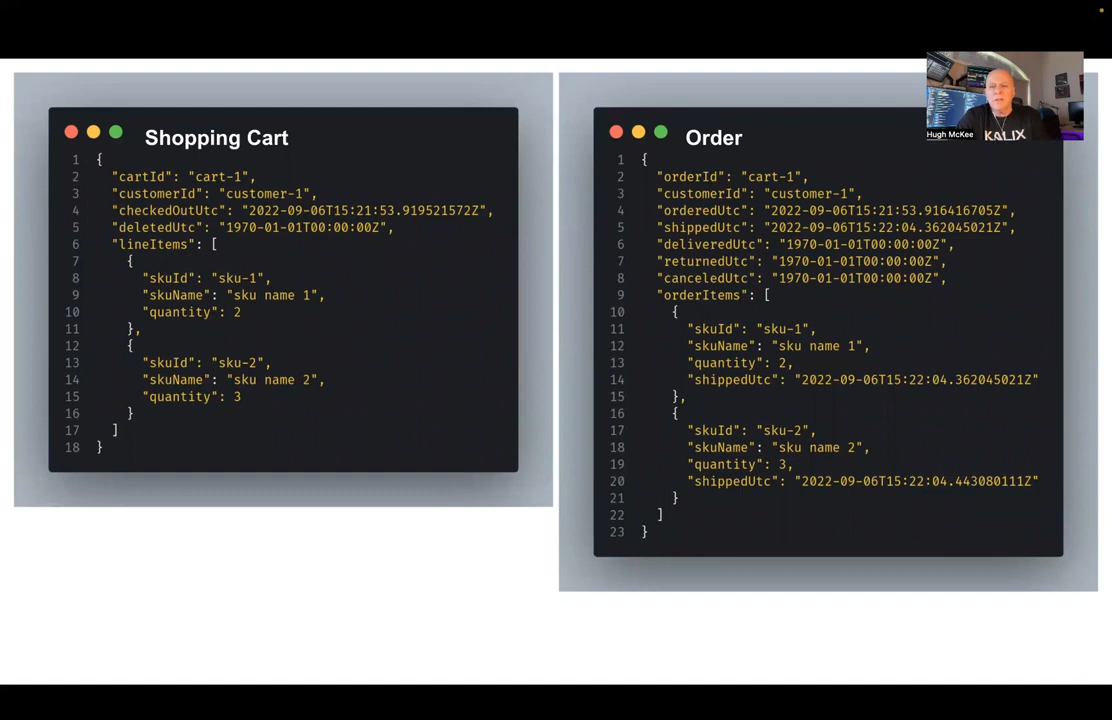 Shopping Cart
1 {
2 "cartId": "cart-1",
3 "customerId": "customer-1",
4 "checkedOutUtc": "2022-09-06T15:21:53.919521572Z",
5 "deletedUtc": "1970-01-01T00:00:00Z",
6 "lineItems": [
7 {
8 "skuId": "sku-1",
9 "skuName": "sku name 1",
10 "quantity": 2
11 },
12 {
13 "skuId": "sku-2",
14 "skuName": "sku name 2",
15 "quantity": 3
16 }
17 ]
18 }
Order
1 {
2 "orderId": "cart-1",
3 "customerId": "customer-1",
4 "orderedUtc": "2022-09-06T15:21:53.916416705Z",
5 "shippedUtc": "2022-09-06T15:22:04.362045021Z",
6 "deliveredUtc": "1970-01-01T00:00:00Z",
7 "returnedUtc": "1970-01-01T00:00:00Z",
8 "canceledUtc": "1970-01-01T00:00:00Z",
9 "orderItems": [
10 {
11 "skuId": "sku-1",
12 "skuName": "sku name 1",
13 "quantity": 2,
14 "shippedUtc": "2022-09-06T15:22:04.362045021Z"
15 },
16 {
17 "skuId": "sku-2",
18 "skuName": "sku name 2",
19 "quantity": 3,
20 "shippedUtc": "2022-09-06T15:22:04.443080111Z"
21 }
22 ]
23 }
KALIX
Hugh McKee